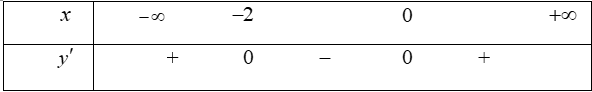 x −∞ −2 0 +∞
y′ + 0 − 0 +